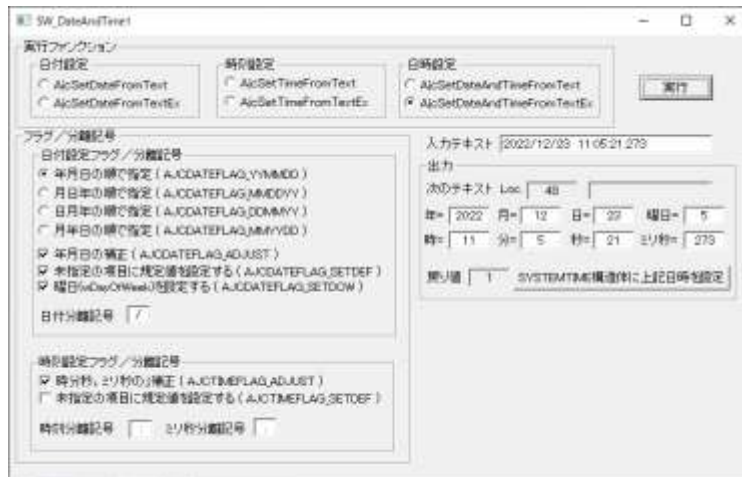 SW_DateAndTime1
実行ファンクション
日付設定
AjcSetDateFromText
AjcSetDateFromTextEx
時刻設定
AjcSetTimeFromText
AjcSetTimeFromTextEx
日時設定
AjcSetDateAndTimeFromText
AjcSetDateAndTimeFromTextEx
実行
フラグ/分離記号
日付設定フラグ/分離記号
年月日の順で指定 ( AJCDATEFLAG_YYMMDD )
月日年の順で指定 ( AJCDATEFLAG_MMDDYY )
日月年の順で指定 ( AJCDATEFLAG_DDMMYY )
月年日の順で指定 ( AJCDATEFLAG_MMYYDD )
年月日の補正 ( AJCDATEFLAG_ADJUST )
未指定の項目に規定値を設定する ( AJCDATEFLAG_SETDEF )
曜日(wDayOfWeek)を設定する ( AJCDATEFLAG_SETDOW )
日付分離記号 /
時刻設定フラグ/分離記号
時分秒、ミリ秒の補正 ( AJCTIMEFLAG_ADJUST )
未指定の項目に規定値を設定する ( AJCTIMEFLAG_SETDEF )
時刻分離記号 : ミリ秒分離記号
入力テキスト 2022/12/23 11:05:21.273
出力
次のテキスト Loc 48
年= 2022 月= 12 日= 23 曜日= 5
時= 11 分= 5 秒= 21 ミリ秒= 273
戻り値 1 SYSTEMTIME構造体に上記日時を設定